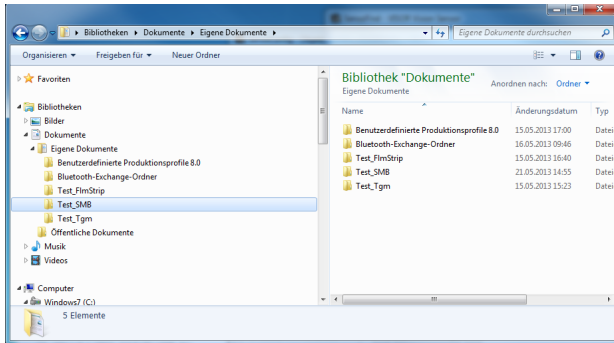 Bibliotheken ▸ Dokumente ▸ Eigene Dokumente ▸
Eigene Dokumente durchsuchen
Organisieren
Freigeben für
Neuer Ordner
Favoriten
Bibliotheken
Bilder
Dokumente
Eigene Dokumente
Benutzerdefinierte Produktionsprofile 8.0
Bluetooth-Exchange-Ordner
Test_FlmStrip
Test_SMB
Test_Tgm
Öffentliche Dokumente
Musik
Videos
Computer
Windows7 (C:)
Bibliothek "Dokumente"
Eigene Dokumente
Anordnen nach: Ordner
Name Änderungsdatum Typ
Benutzerdefinierte Produktionsprofile 8.0 15.05.2013 17:00 Datei
Bluetooth-Exchange-Ordner 16.05.2013 09:46 Datei
Test_FlmStrip 15.05.2013 16:40 Datei
Test_SMB 21.05.2013 14:55 Datei
Test_Tgm 15.05.2013 15:23 Datei
5 Elemente